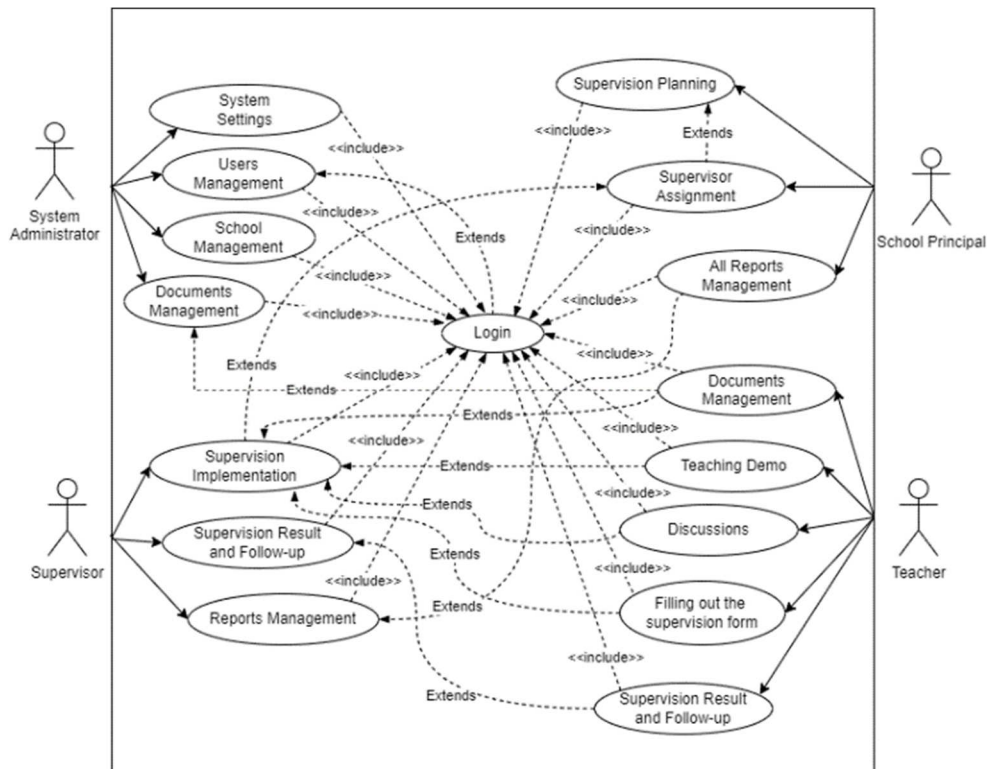 System
Settings
Supervision Planning
<<include>>
Extends
<<include>>
Users
Management
Supervisor
Assignment
System
Administrator
School Principal
<<include>>
School
Management
<<include>>
Extends
All Reports
Management
<<include>>
Documents
Management
<<include>>
<<include>>
Login
<<include>>
Extends
<<include>>
Extends
Documents
Management
Extends
<<include>>
<<include>>
Supervision
Implementation
Extends
Teaching Demo
<<include>>
Extends
Supervision Result
and Follow-up
Discussions
Supervisor
Teacher
Extends
<<include>>
<<include>>
Reports Management
Extends
Filling out the
supervision form
<<include>>
Extends
Supervision Result
and Follow-up